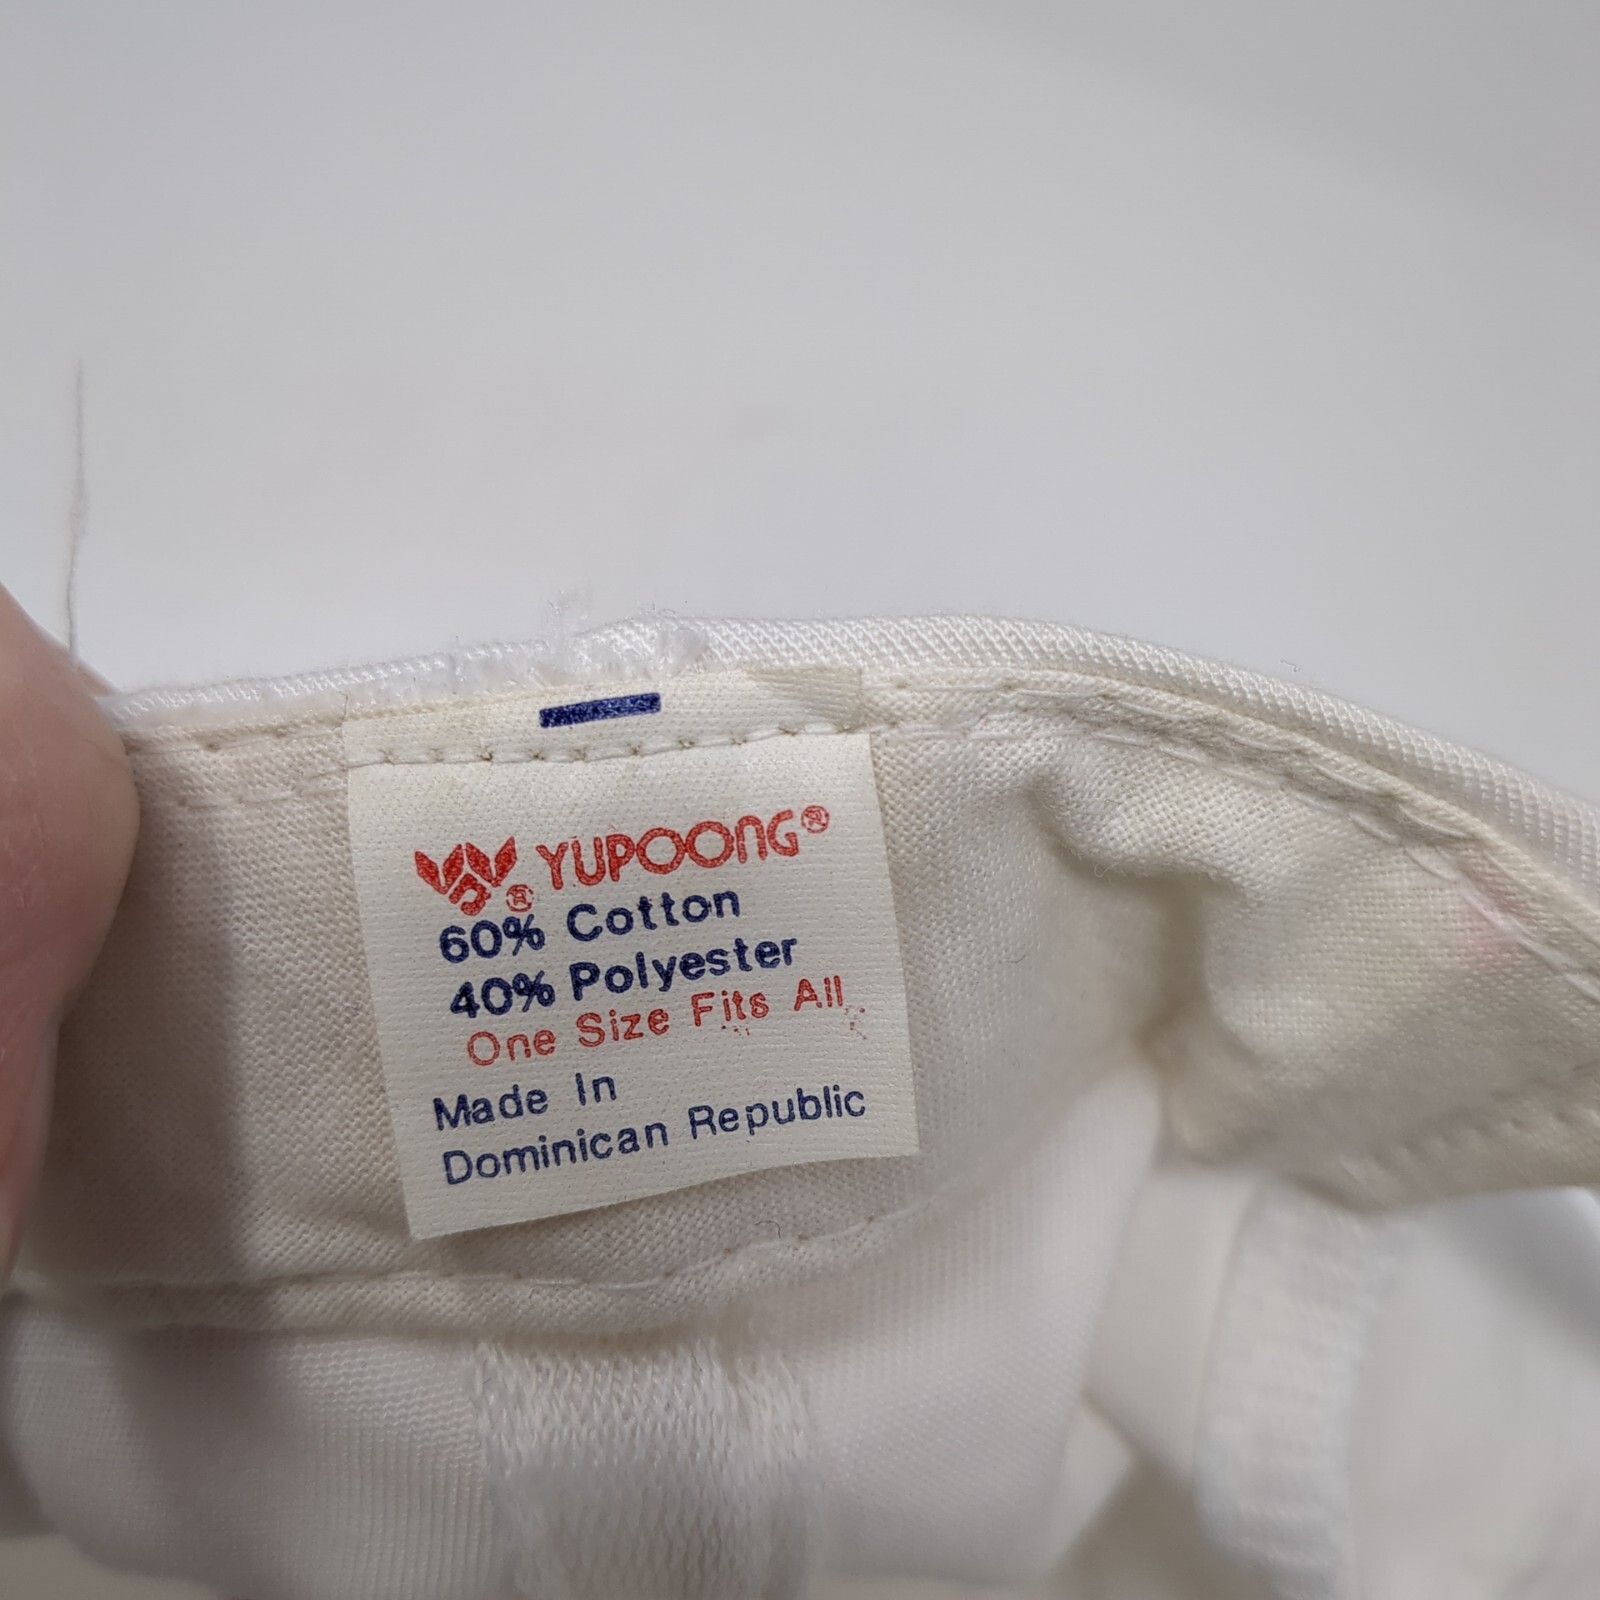 YUPOONG®
®
60% Cotton
40% Polyester
One Size Fits All
Made In
Dominican Republic